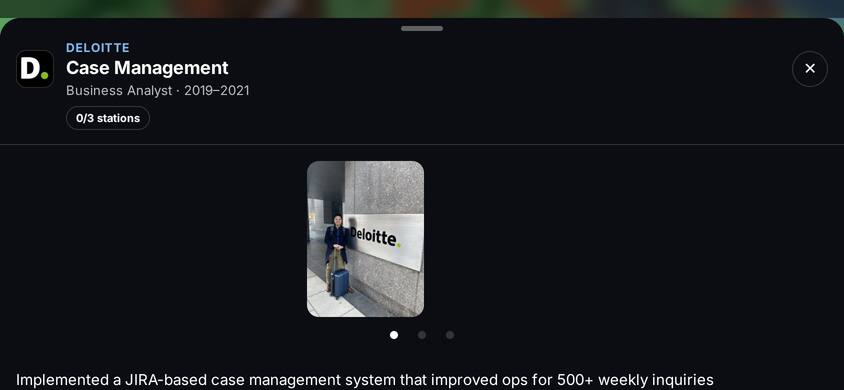 DELOITTE
D.
Case Management
Business Analyst · 2019–2021
0/3 stations
Deloitte.
Implemented a JIRA-based case management system that improved ops for 500+ weekly inquiries